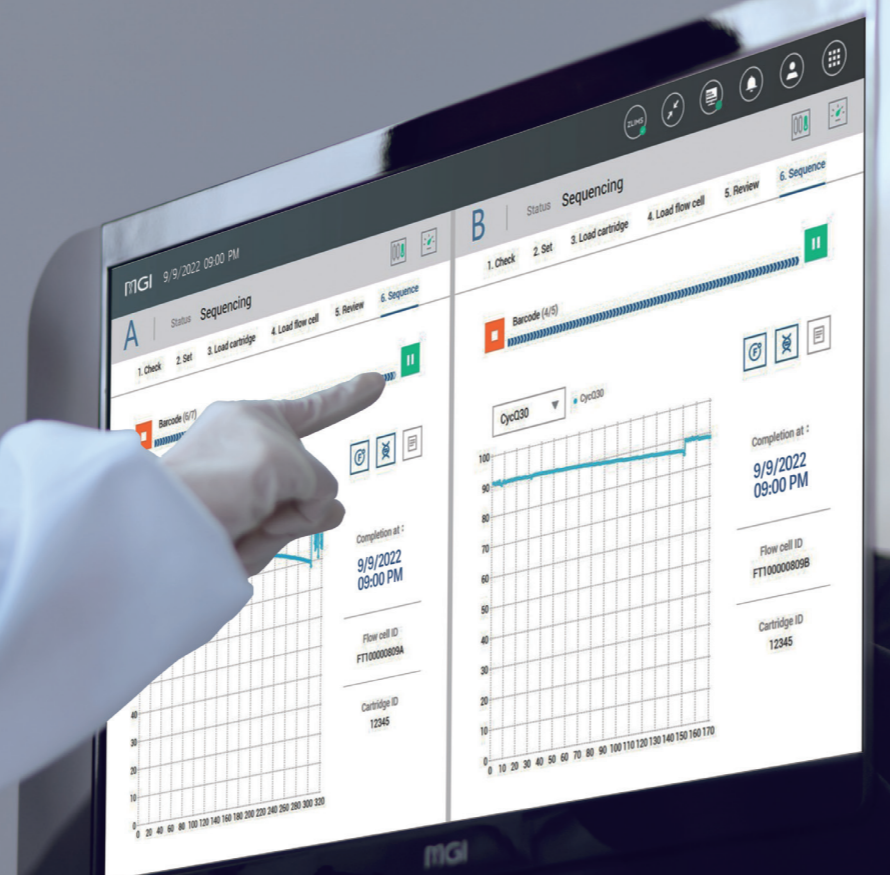 MGI 9/9/2022 09:00 PM
ZLIMS
A Status Sequencing
1. Check 2. Set 3. Load cartridge 4. Load flow cell 5. Review 6. Sequence
Barcode (6/7)
Completion at :
9/9/2022
09:00 PM
Flow cell ID
FT100000809A
Cartridge ID
12345
40
30
20
10
0
0 20 40 60 80 100 120 140 160 180 200 220 240 260 280 300 320
B Status Sequencing
1. Check 2. Set 3. Load cartridge 4. Load flow cell 5. Review 6. Sequence
Barcode (4/5)
CycQ30 CycQ30
100
90
80
70
60
50
40
30
20
10
0
0 10 20 30 40 50 60 70 80 90 100 110 120 130 140 150 160 170
Completion at :
9/9/2022
09:00 PM
Flow cell ID
FT100000809B
Cartridge ID
12345
MGI